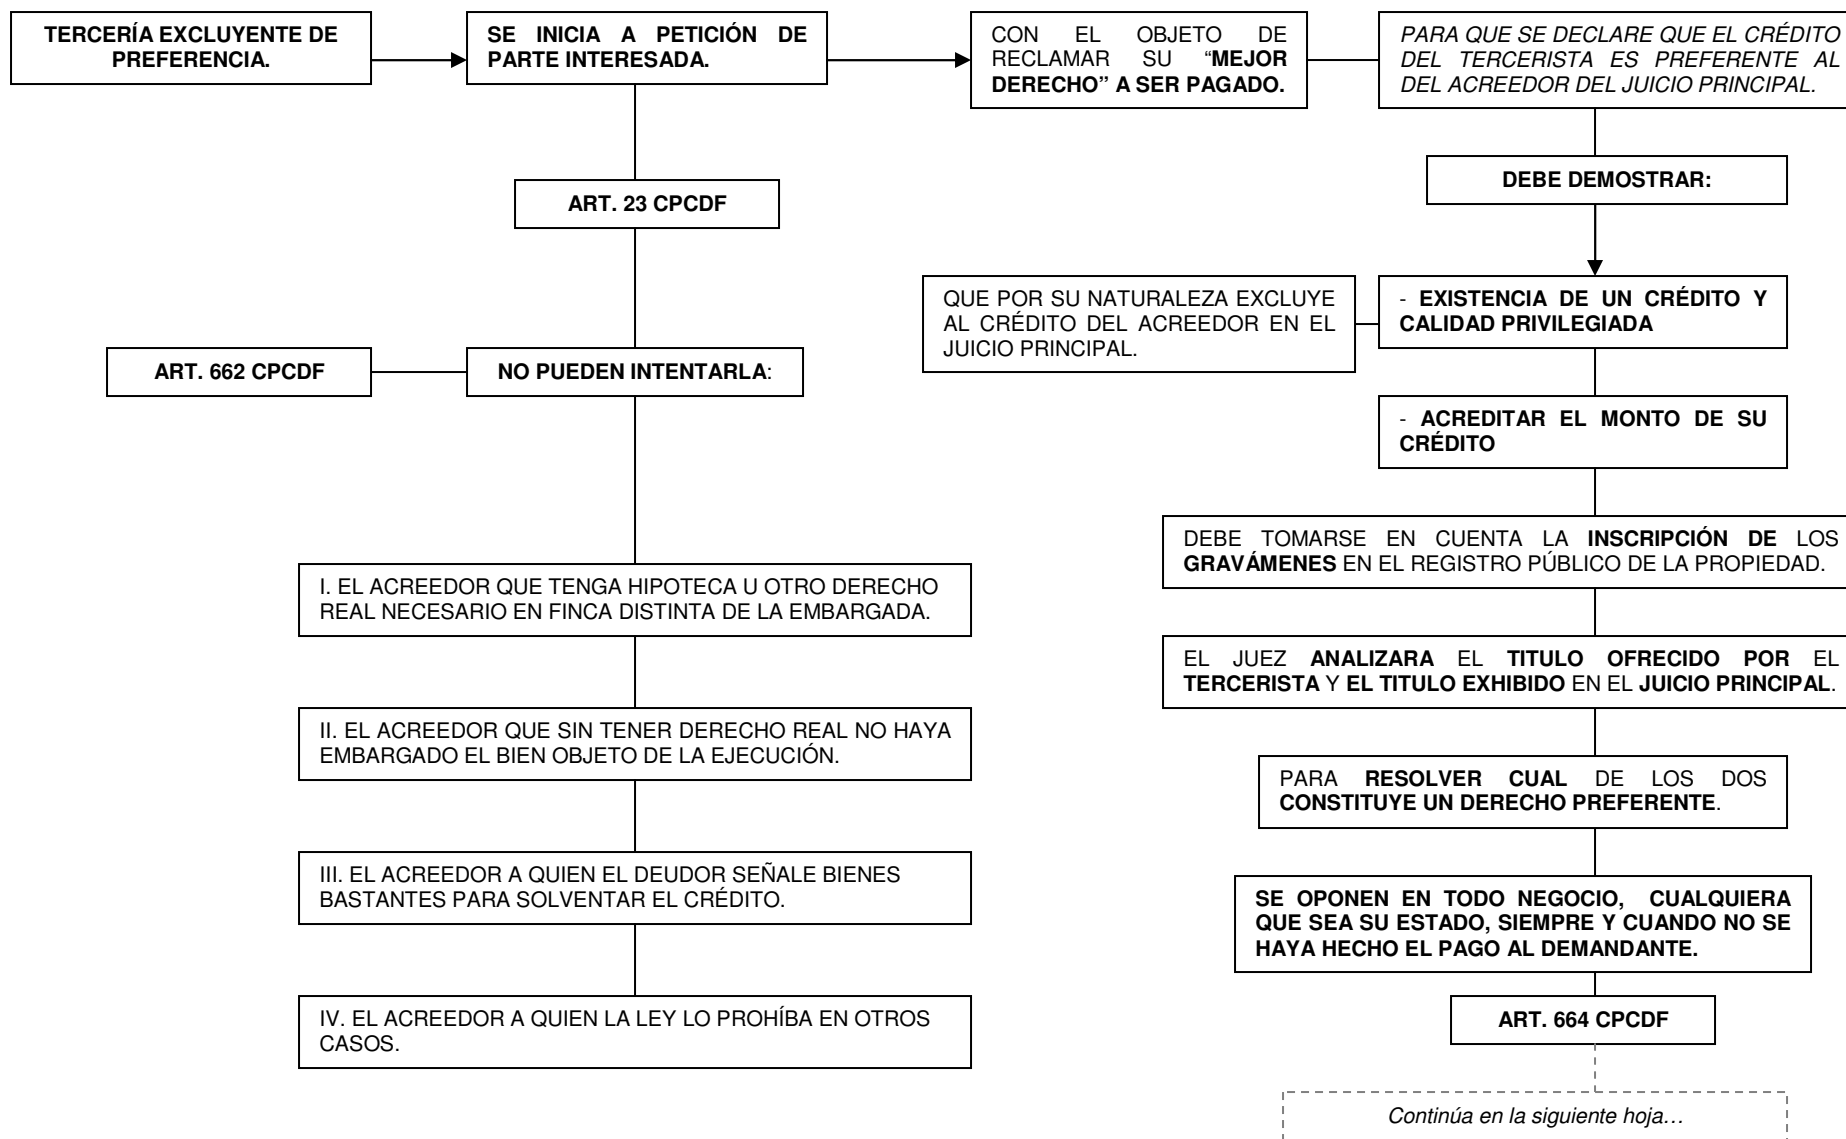 TERCERÍA EXCLUYENTE DE
PREFERENCIA.
SE INICIA A PETICIÓN DE
PARTE INTERESADA.
CON EL OBJETO DE
RECLAMAR SU “MEJOR
DERECHO” A SER PAGADO.
PARA QUE SE DECLARE QUE EL CRÉDITO
DEL TERCERISTA ES PREFERENTE AL
DEL ACREEDOR DEL JUICIO PRINCIPAL.
ART. 23 CPCDF
ART. 662 CPCDF
NO PUEDEN INTENTARLA:
I. EL ACREEDOR QUE TENGA HIPOTECA U OTRO DERECHO
REAL NECESARIO EN FINCA DISTINTA DE LA EMBARGADA.
II. EL ACREEDOR QUE SIN TENER DERECHO REAL NO HAYA
EMBARGADO EL BIEN OBJETO DE LA EJECUCIÓN.
III. EL ACREEDOR A QUIEN EL DEUDOR SEÑALE BIENES
BASTANTES PARA SOLVENTAR EL CRÉDITO.
IV. EL ACREEDOR A QUIEN LA LEY LO PROHÍBA EN OTROS
CASOS.
DEBE DEMOSTRAR:
QUE POR SU NATURALEZA EXCLUYE
AL CRÉDITO DEL ACREEDOR EN EL
JUICIO PRINCIPAL.
- EXISTENCIA DE UN CRÉDITO Y
CALIDAD PRIVILEGIADA
- ACREDITAR EL MONTO DE SU
CRÉDITO
DEBE TOMARSE EN CUENTA LA INSCRIPCIÓN DE LOS
GRAVÁMENES EN EL REGISTRO PÚBLICO DE LA PROPIEDAD.
EL JUEZ ANALIZARA EL TITULO OFRECIDO POR EL
TERCERISTA Y EL TITULO EXHIBIDO EN EL JUICIO PRINCIPAL.
PARA RESOLVER CUAL DE LOS DOS
CONSTITUYE UN DERECHO PREFERENTE.
SE OPONEN EN TODO NEGOCIO, CUALQUIERA
QUE SEA SU ESTADO, SIEMPRE Y CUANDO NO SE
HAYA HECHO EL PAGO AL DEMANDANTE.
ART. 664 CPCDF
Continúa en la siguiente hoja…